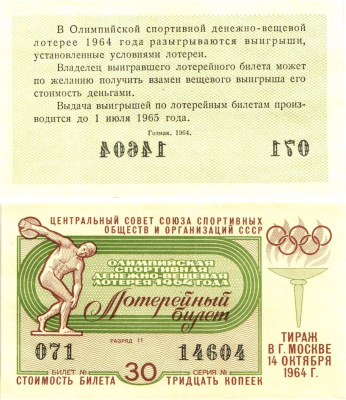 В Олимпийской спортивной денежно-вещевой
лотерее 1964 года разыгрываются выигрыши,
установленные условиями лотереи.
Владелец выигравшего лотерейного билета может
по желанию получить взамен вещевого выигрыша его
стоимость деньгами.
Выдача выигрышей по лотерейным билетам произво-
дится до 1 июля 1965 года.
Гознак. 1964.
14604
071
ЦЕНТРАЛЬНЫЙ СОВЕТ СОЮЗА СПОРТИВНЫХ
ОБЩЕСТВ И ОРГАНИЗАЦИЙ СССР
ОЛИМПИЙСКАЯ
СПОРТИВНАЯ
ДЕНЕЖНО-ВЕЩЕВАЯ
ЛОТЕРЕЯ 1964 ГОДА
Лотерейный
билет
РАЗРЯД 11
071
14604
БИЛЕТ №
30
СЕРИЯ №
СТОИМОСТЬ БИЛЕТА
ТРИДЦАТЬ КОПЕЕК
ТИРАЖ
В Г. МОСКВЕ
14 ОКТЯБРЯ
1964 Г.